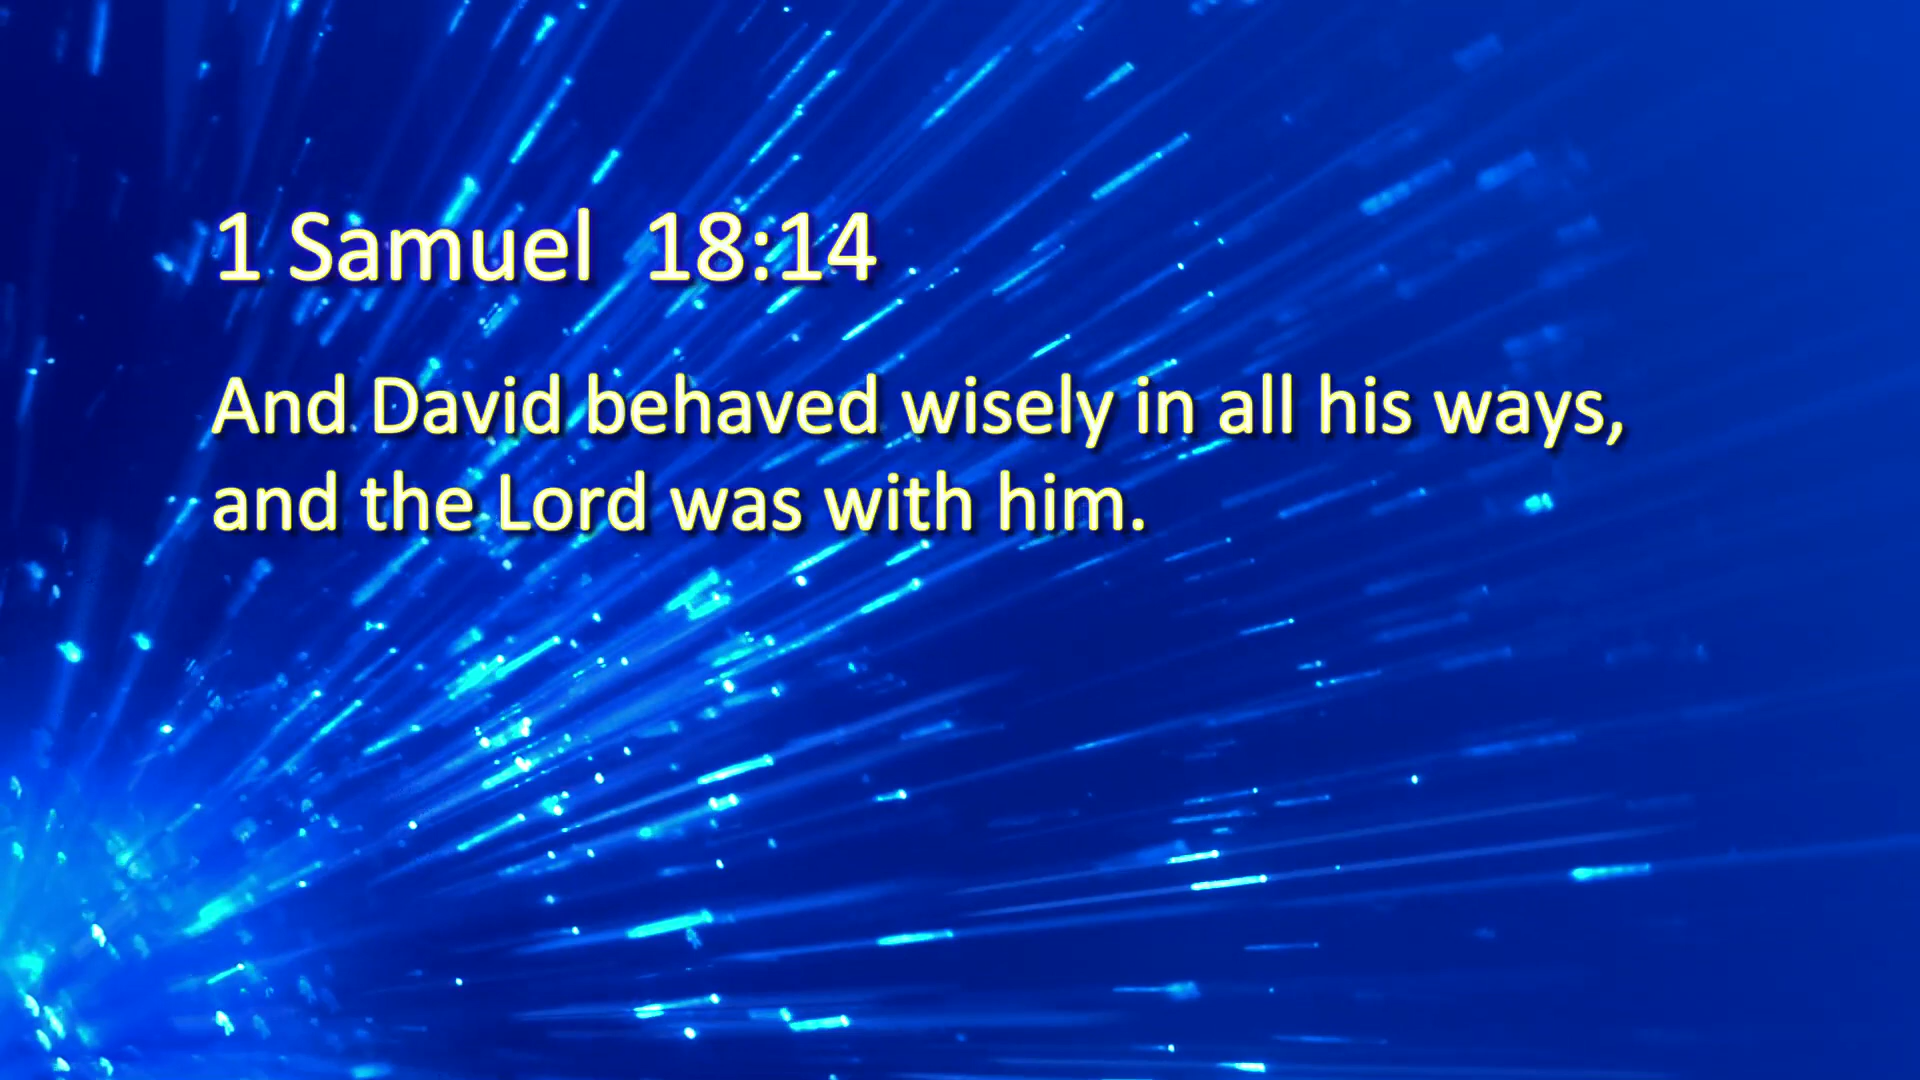 1 Samuel  18:14
And David behaved wisely in all his ways,
and the Lord was with him.